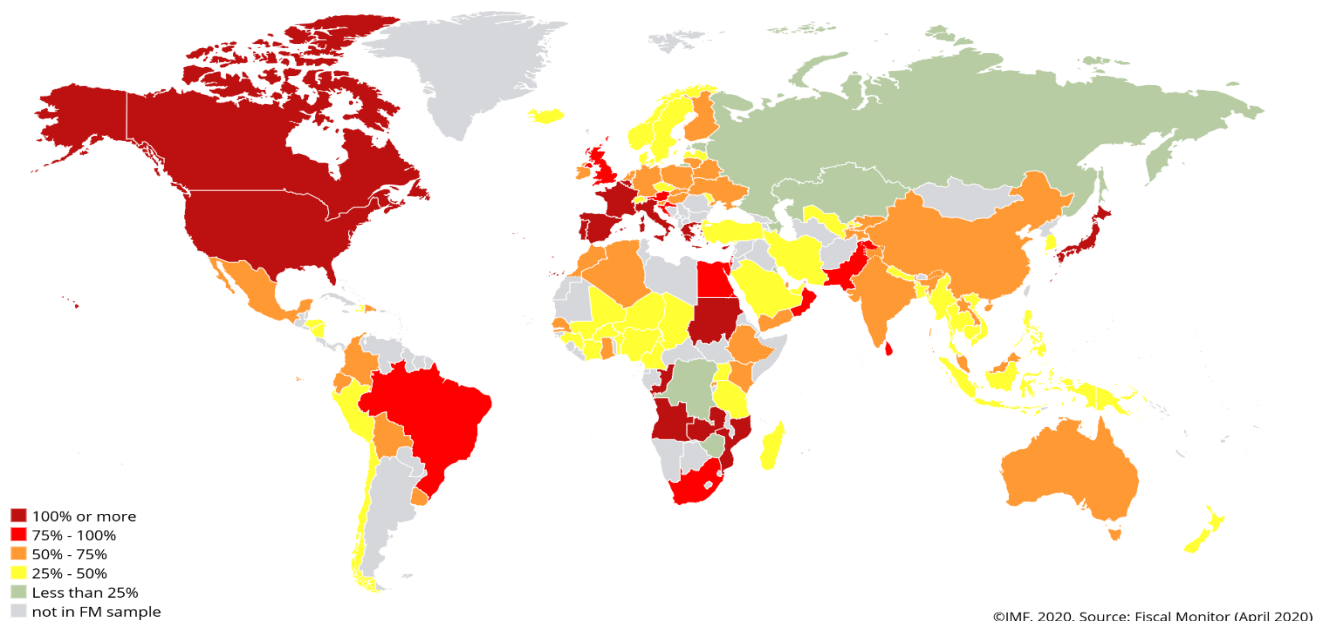 100% or more
75% - 100%
50% - 75%
25% - 50%
Less than 25%
not in FM sample
©IMF, 2020, Source: Fiscal Monitor (April 2020)